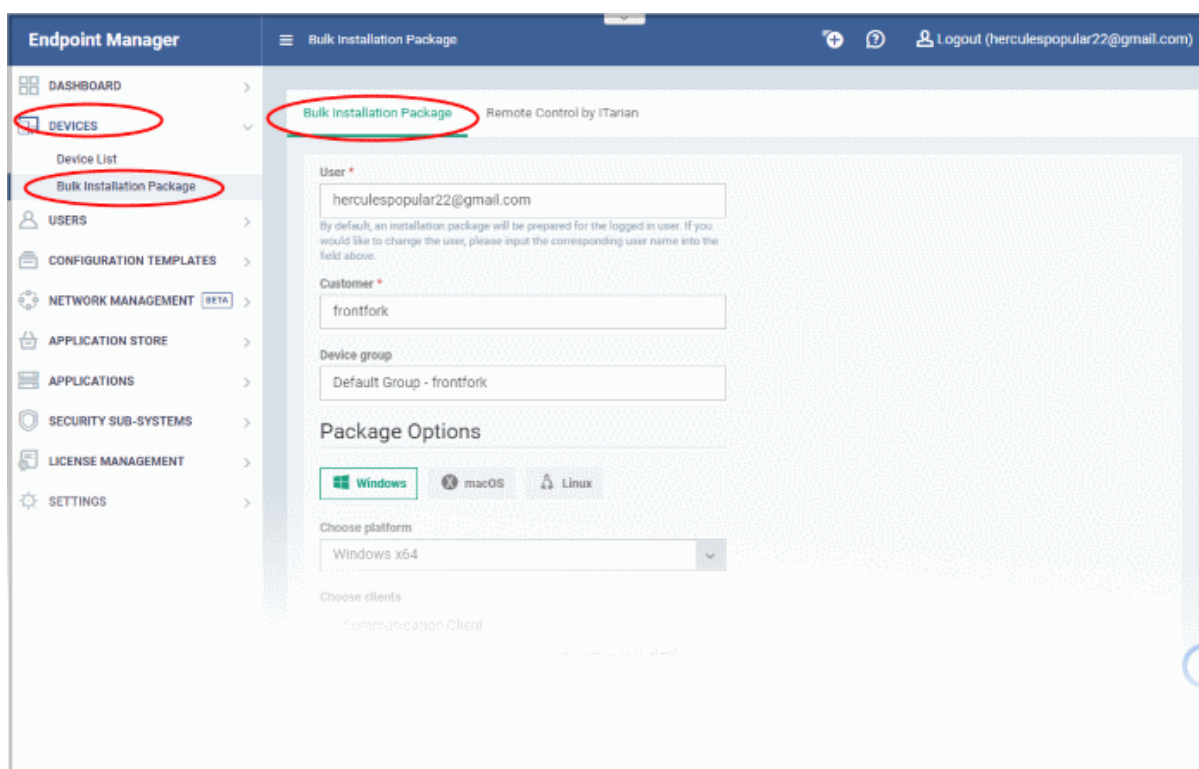 Endpoint Manager
Bulk Installation Package
Logout (herculespopular22@gmail.com)
DASHBOARD
DEVICES
Device List
Bulk Installation Package
USERS
CONFIGURATION TEMPLATES
NETWORK MANAGEMENT BETA
APPLICATION STORE
APPLICATIONS
SECURITY SUB-SYSTEMS
LICENSE MANAGEMENT
SETTINGS
Bulk Installation Package
Remote Control by ITarian
User *
herculespopular22@gmail.com
By default, an installation package will be prepared for the logged in user. If you
would like to change the user, please input the corresponding user name into the
field above.
Customer *
frontfork
Device group
Default Group - frontfork
Package Options
Windows
macOS
Linux
Choose platform
Windows x64
Choose clients
Communication Client